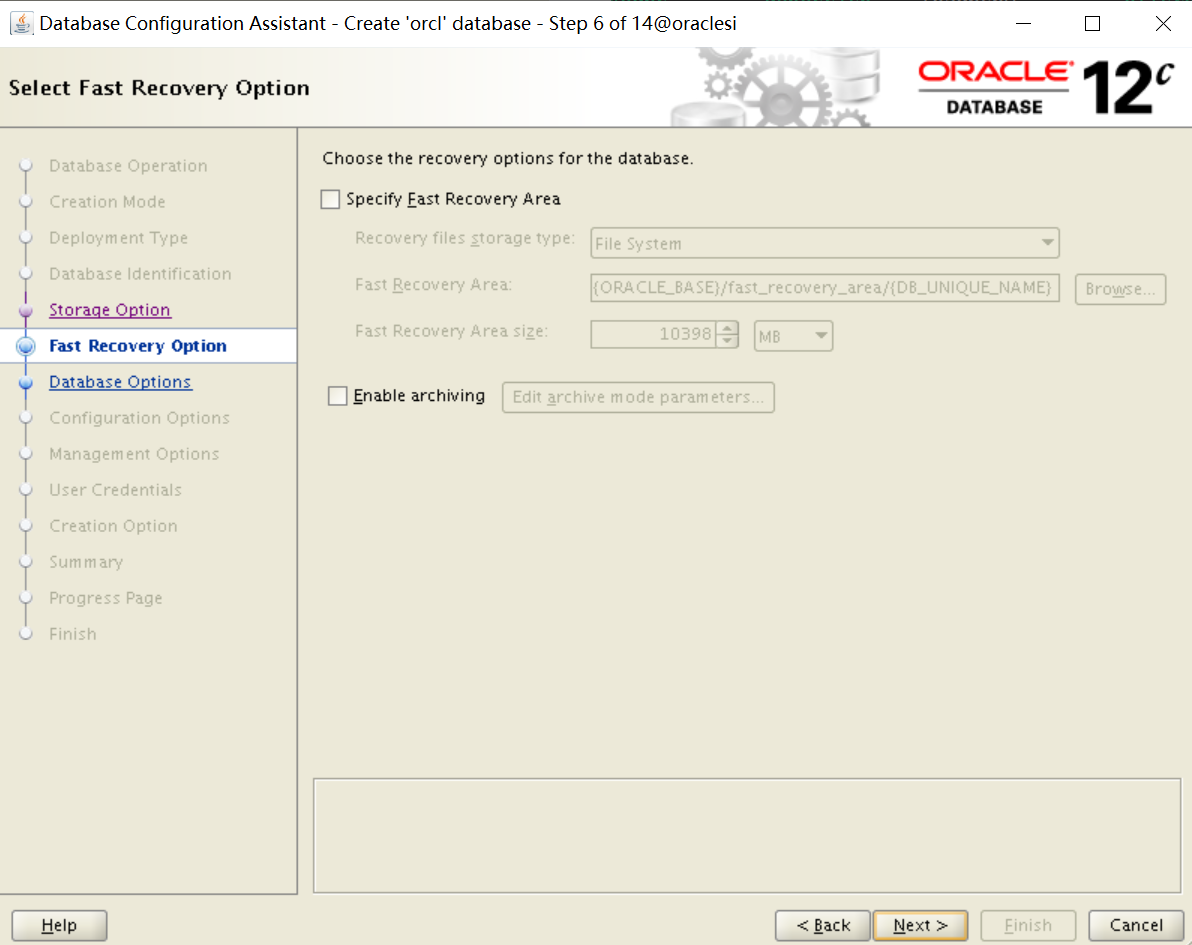 Database Configuration Assistant - Create 'orcl' database - Step 6 of 14@oraclesi
Select Fast Recovery Option
ORACLE®
DATABASE
12c
Database Operation
Creation Mode
Deployment Type
Database Identification
Storage Option
Fast Recovery Option
Database Options
Configuration Options
Management Options
User Credentials
Creation Option
Summary
Progress Page
Finish
Choose the recovery options for the database.
Specify Fast Recovery Area
Recovery files storage type: File System
Fast Recovery Area: {ORACLE_BASE}/fast_recovery_area/{DB_UNIQUE_NAME} Browse...
Fast Recovery Area size: 10398 MB
Enable archiving Edit archive mode parameters...
Help < Back Next > Finish Cancel